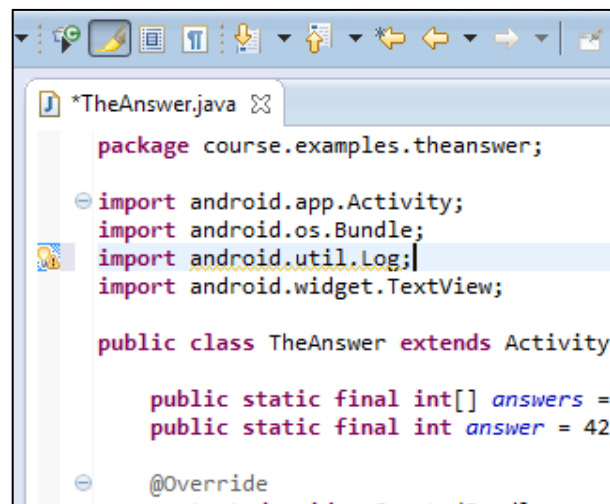 *TheAnswer.java
package course.examples.theanswer;
import android.app.Activity;
import android.os.Bundle;
import android.util.Log;
import android.widget.TextView;
public class TheAnswer extends Activity
public static final int[] answers =
public static final int answer = 42
@Override